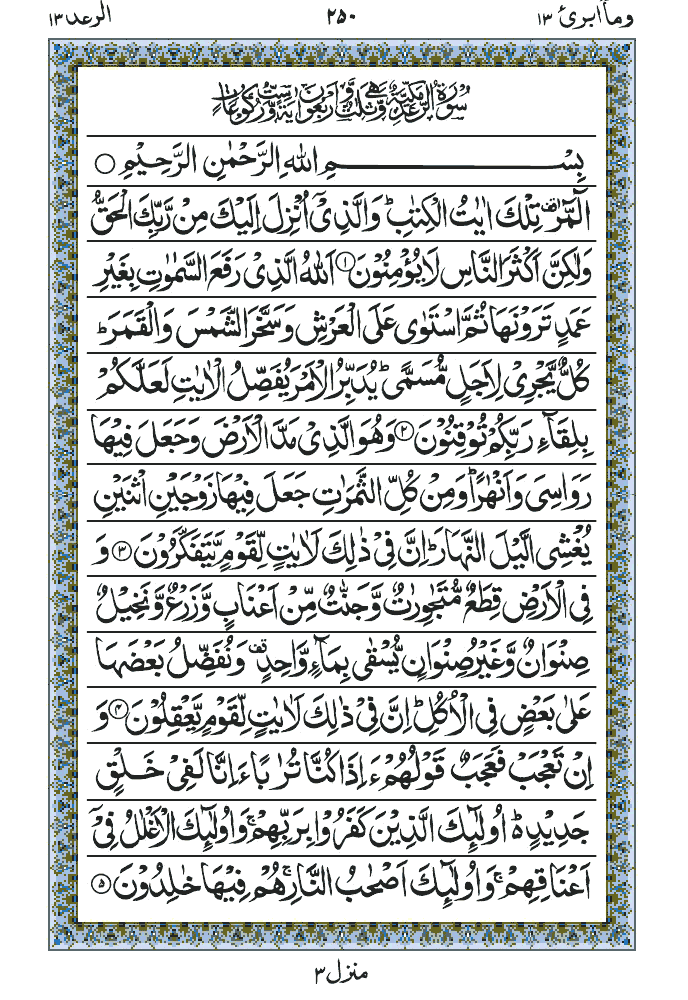 وماابرئ ١٣ ٢٥٠ الرعد ١٣
سُوْرَةُ الرَّعْدِ مَكِّيَّةٌ وَّهِيَ ثَلٰثٌ وَّاَرْبَعُوْنَ اٰيَةً وَّسِتُّ رُكُوْعَاتٍ
بِسْـــــــــمِ اللّٰهِ الرَّحْمٰنِ الرَّحِيْمِ ○
الٓمّٓرٰ ۫ تِلْكَ اٰيٰتُ الْكِتٰبِ ؕ وَالَّذِيْۤ اُنْزِلَ اِلَيْكَ مِنْ رَّبِّكَ الْحَقُّ
وَلٰكِنَّ اَكْثَرَ النَّاسِ لَا يُؤْمِنُوْنَ ۝١ اَللّٰهُ الَّذِيْ رَفَعَ السَّمٰوٰتِ بِغَيْرِ
عَمَدٍ تَرَوْنَهَا ثُمَّ اسْتَوٰى عَلَى الْعَرْشِ وَسَخَّرَ الشَّمْسَ وَالْقَمَرَ ؕ
كُلٌّ يَّجْرِيْ لِاَجَلٍ مُّسَمًّى ؕ يُدَبِّرُ الْاَمْرَ يُفَصِّلُ الْاٰيٰتِ لَعَلَّكُمْ
بِلِقَآءِ رَبِّكُمْ تُوْقِنُوْنَ ۝٢ وَهُوَ الَّذِيْ مَدَّ الْاَرْضَ وَجَعَلَ فِيْهَا
رَوَاسِيَ وَاَنْهٰرًا ؕ وَمِنْ كُلِّ الثَّمَرٰتِ جَعَلَ فِيْهَا زَوْجَيْنِ اثْنَيْنِ
يُغْشِى الَّيْلَ النَّهَارَ ؕ اِنَّ فِيْ ذٰلِكَ لَاٰيٰتٍ لِّقَوْمٍ يَّتَفَكَّرُوْنَ ۝٣ وَ
فِى الْاَرْضِ قِطَعٌ مُّتَجٰوِرٰتٌ وَّجَنّٰتٌ مِّنْ اَعْنَابٍ وَّزَرْعٌ وَّنَخِيْلٌ
صِنْوَانٌ وَّغَيْرُ صِنْوَانٍ يُّسْقٰى بِمَآءٍ وَّاحِدٍ ۫ وَنُفَضِّلُ بَعْضَهَا
عَلٰى بَعْضٍ فِى الْاُكُلِ ؕ اِنَّ فِيْ ذٰلِكَ لَاٰيٰتٍ لِّقَوْمٍ يَّعْقِلُوْنَ ۝٤ وَ
اِنْ تَعْجَبْ فَعَجَبٌ قَوْلُهُمْ ءَاِذَا كُنَّا تُرٰبًا ءَاِنَّا لَفِيْ خَلْقٍ
جَدِيْدٍ ؕ۬ اُولٰٓئِكَ الَّذِيْنَ كَفَرُوْا بِرَبِّهِمْ ۚ وَاُولٰٓئِكَ الْاَغْلٰلُ فِيْۤ
اَعْنَاقِهِمْ ۚ وَاُولٰٓئِكَ اَصْحٰبُ النَّارِ ۚ هُمْ فِيْهَا خٰلِدُوْنَ ۝٥
منزل ٣